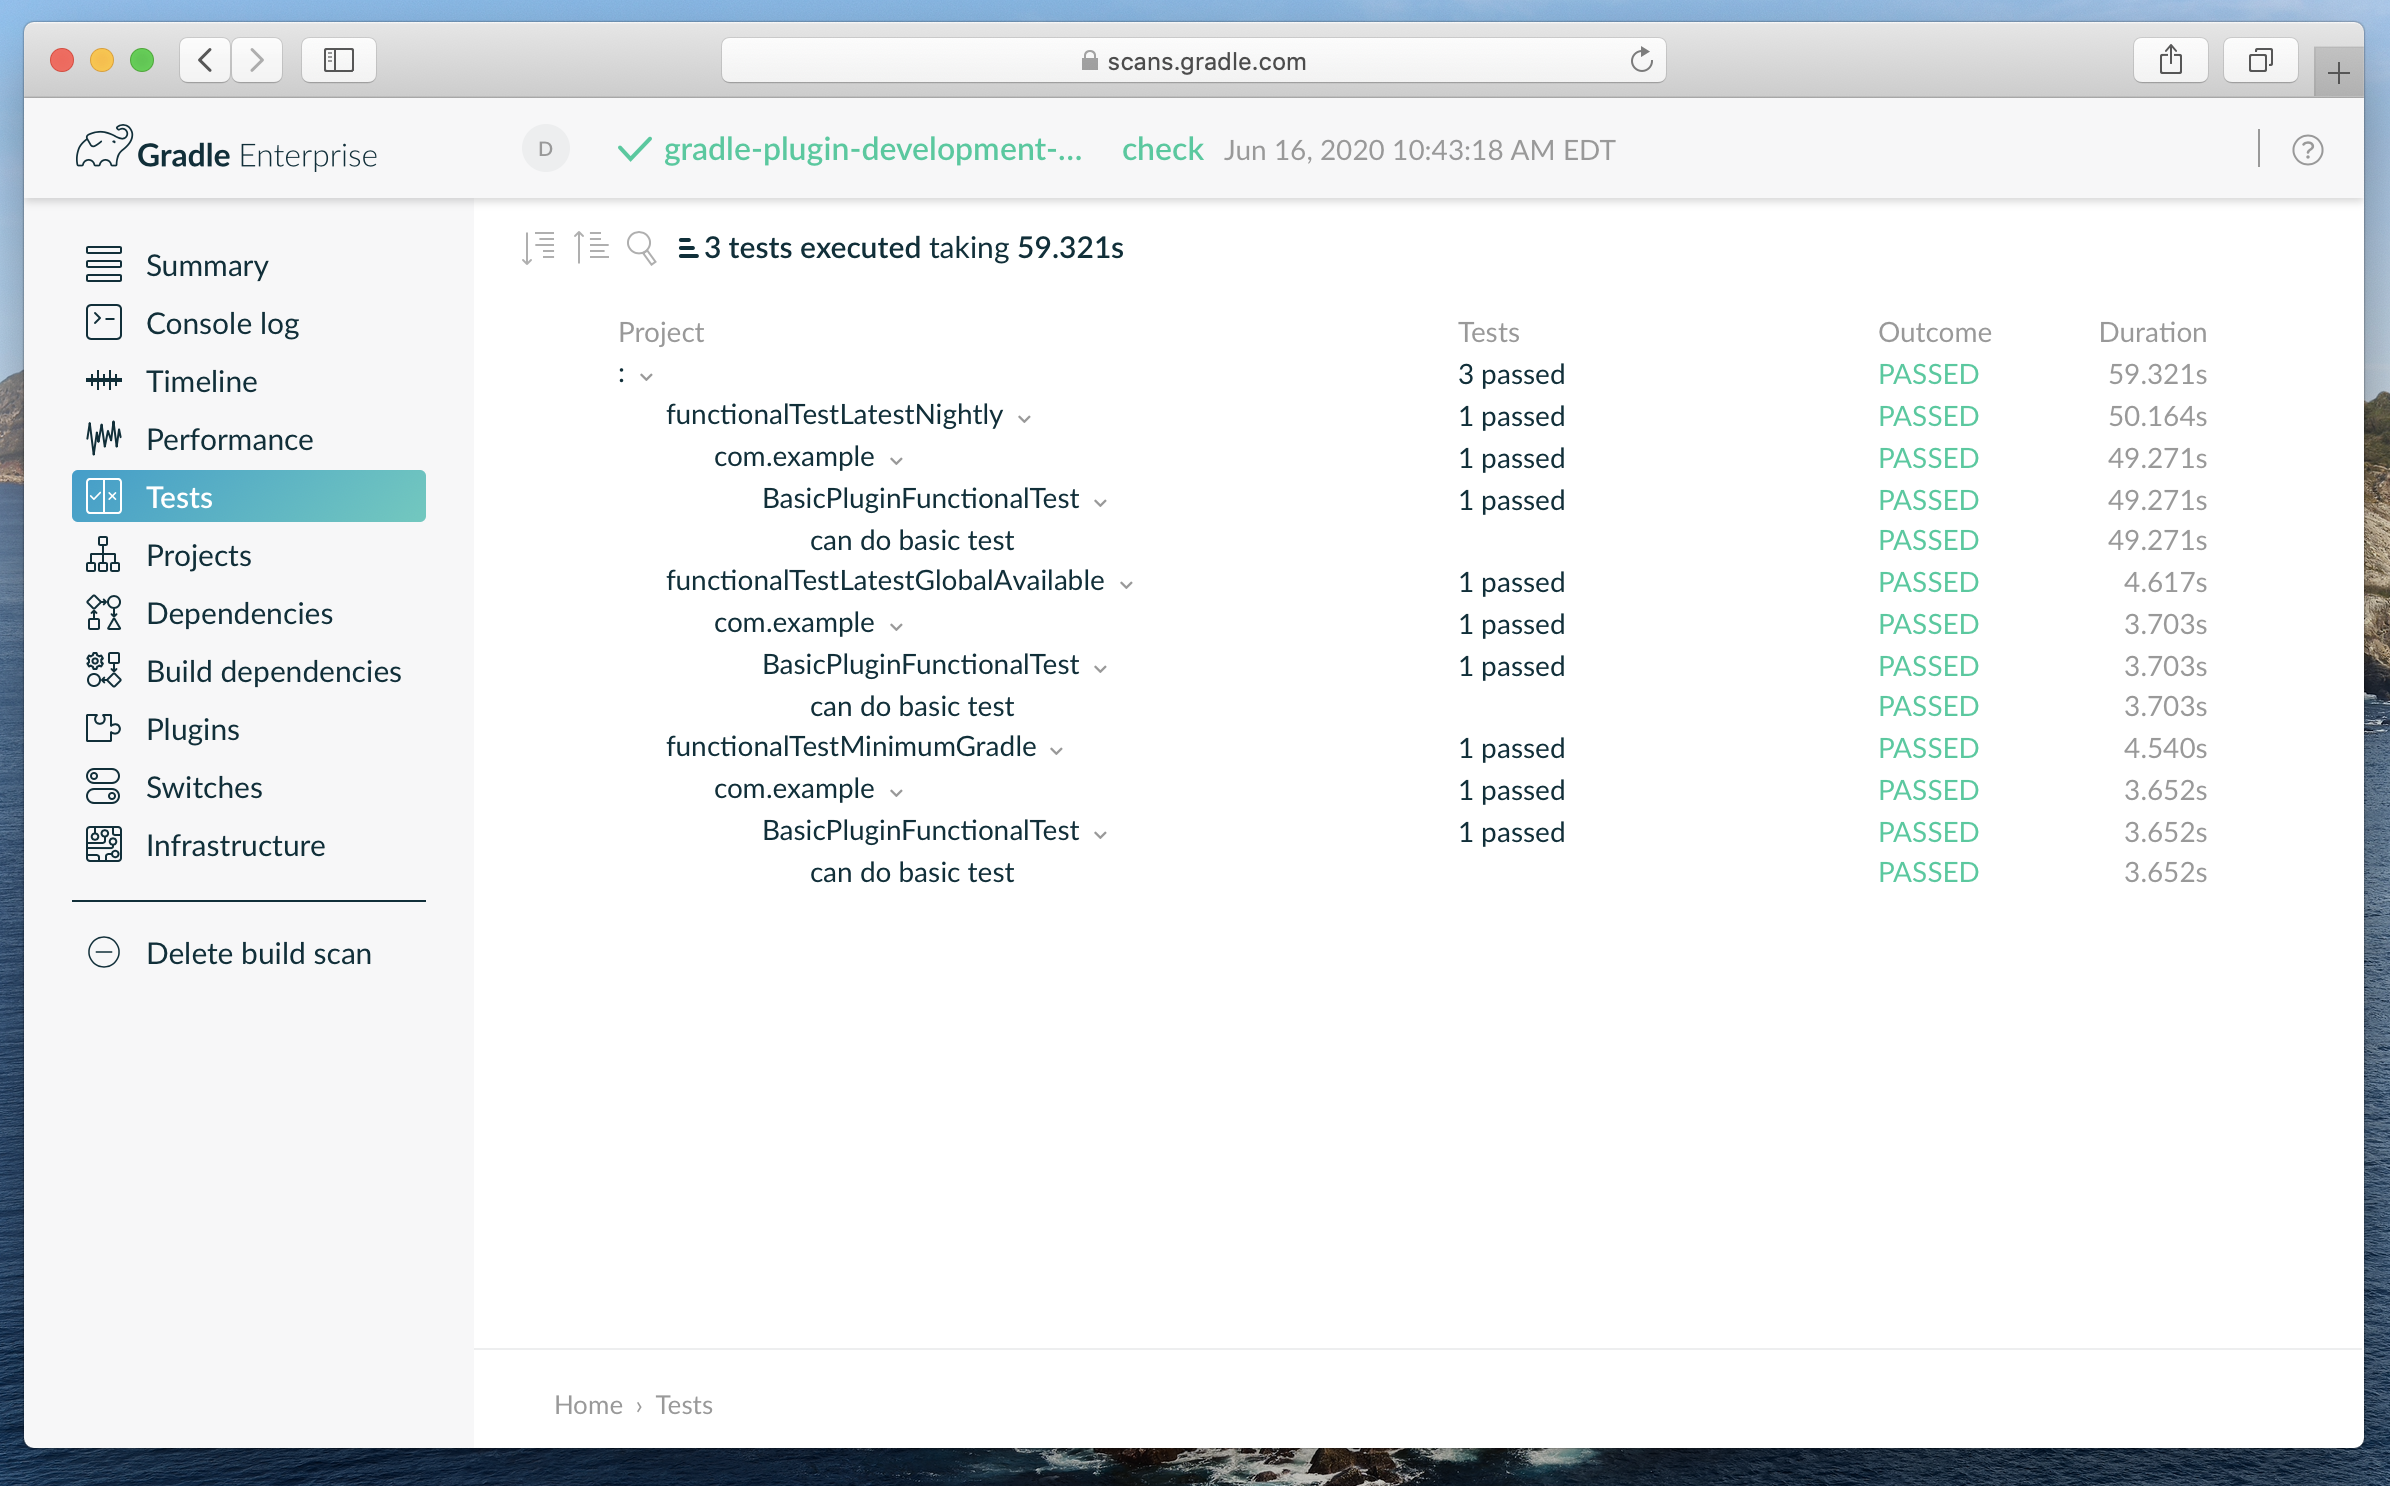 scans.gradle.com
Gradle Enterprise
D
gradle-plugin-development-... check Jun 16, 2020 10:43:18 AM EDT
?
Summary
Console log
Timeline
Performance
Tests
Projects
Dependencies
Build dependencies
Plugins
Switches
Infrastructure
Delete build scan
3 tests executed taking 59.321s
Project Tests Outcome Duration
: 3 passed PASSED 59.321s
functionalTestLatestNightly 1 passed PASSED 50.164s
com.example 1 passed PASSED 49.271s
BasicPluginFunctionalTest 1 passed PASSED 49.271s
can do basic test PASSED 49.271s
functionalTestLatestGlobalAvailable 1 passed PASSED 4.617s
com.example 1 passed PASSED 3.703s
BasicPluginFunctionalTest 1 passed PASSED 3.703s
can do basic test PASSED 3.703s
functionalTestMinimumGradle 1 passed PASSED 4.540s
com.example 1 passed PASSED 3.652s
BasicPluginFunctionalTest 1 passed PASSED 3.652s
can do basic test PASSED 3.652s
Home › Tests